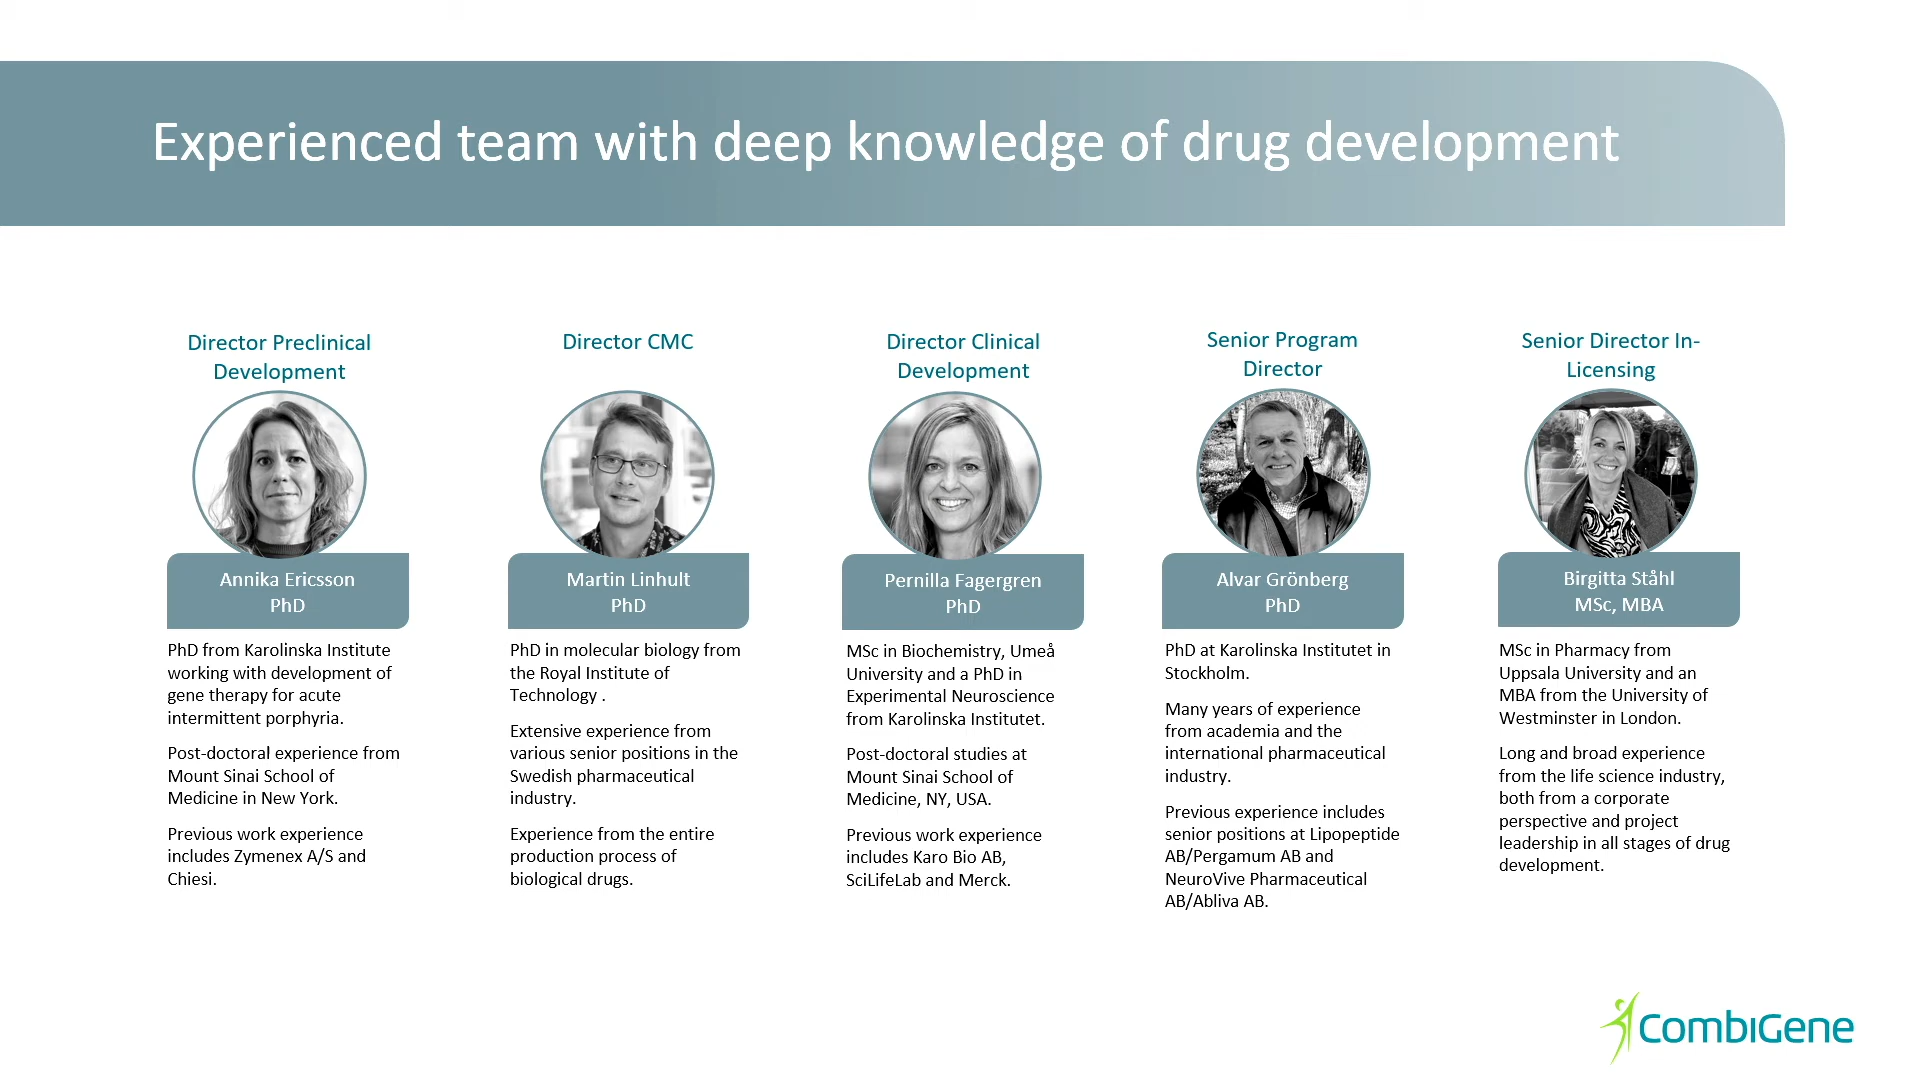 Experienced team with deep knowledge of drug development
Director Preclinical
Development
Annika Ericsson
PhD
PhD from Karolinska Institute
working with development of
gene therapy for acute
intermittent porphyria.
Post-doctoral experience from
Mount Sinai School of
Medicine in New York.
Previous work experience
includes Zymenex A/S and
Chiesi.
Director CMC
Martin Linhult
PhD
PhD in molecular biology from
the Royal Institute of
Technology .
Extensive experience from
various senior positions in the
Swedish pharmaceutical
industry.
Experience from the entire
production process of
biological drugs.
Director Clinical
Development
Pernilla Fagergren
PhD
MSc in Biochemistry, Umeå
University and a PhD in
Experimental Neuroscience
from Karolinska Institutet.
Post-doctoral studies at
Mount Sinai School of
Medicine, NY, USA.
Previous work experience
includes Karo Bio AB,
SciLifeLab and Merck.
Senior Program
Director
Alvar Grönberg
PhD
PhD at Karolinska Institutet in
Stockholm.
Many years of experience
from academia and the
international pharmaceutical
industry.
Previous experience includes
senior positions at Lipopeptide
AB/Pergamum AB and
NeuroVive Pharmaceutical
AB/Abliva AB.
Senior Director In-
Licensing
Birgitta Ståhl
MSc, MBA
MSc in Pharmacy from
Uppsala University and an
MBA from the University of
Westminster in London.
Long and broad experience
from the life science industry,
both from a corporate
perspective and project
leadership in all stages of drug
development.
CombiGene